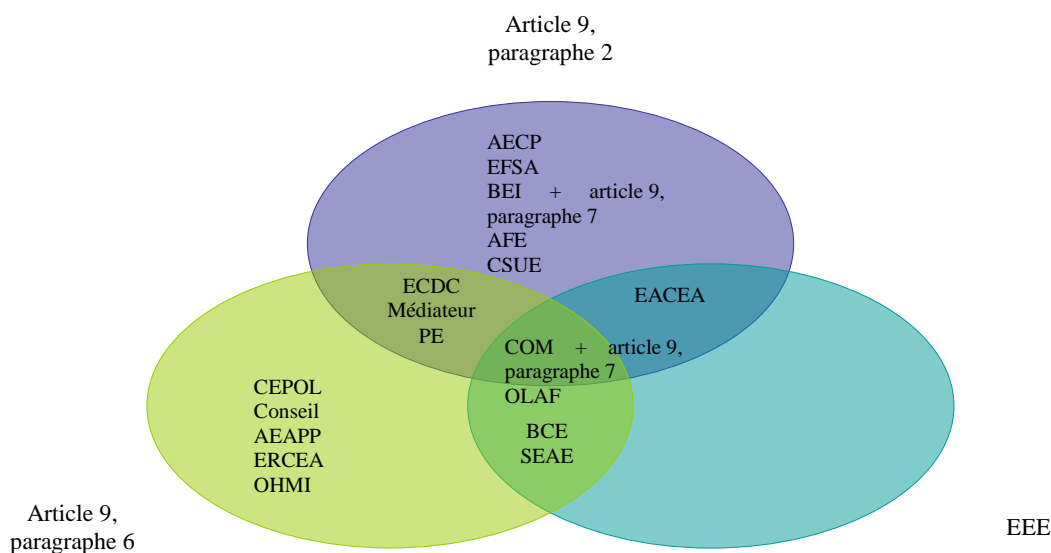 Article 9,
paragraphe 2
AECP
EFSA
BEI + article 9,
paragraphe 7
AFE
CSUE
ECDC
Médiateur
PE
EACEA
COM + article 9,
paragraphe 7
OLAF
BCE
SEAE
CEPOL
Conseil
AEAPP
ERCEA
OHMI
Article 9,
paragraphe 6
EEE